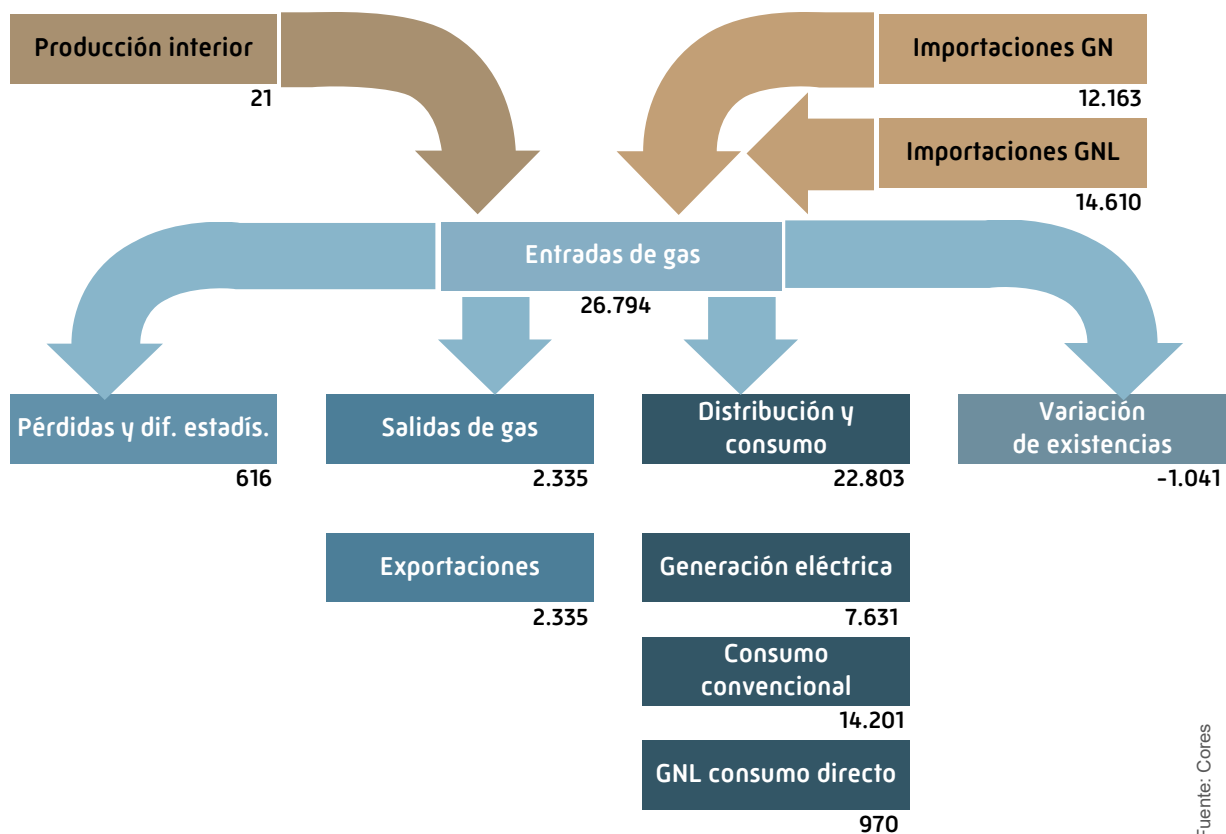 Producción interior
21
Importaciones GN
12.163
Importaciones GNL
14.610
Entradas de gas
26.794
Pérdidas y dif. estadís.
616
Salidas de gas
2.335
Distribución y
consumo
22.803
Variación
de existencias
-1.041
Exportaciones
2.335
Generación eléctrica
7.631
Consumo
convencional
14.201
GNL consumo directo
970
Fuente: Cores